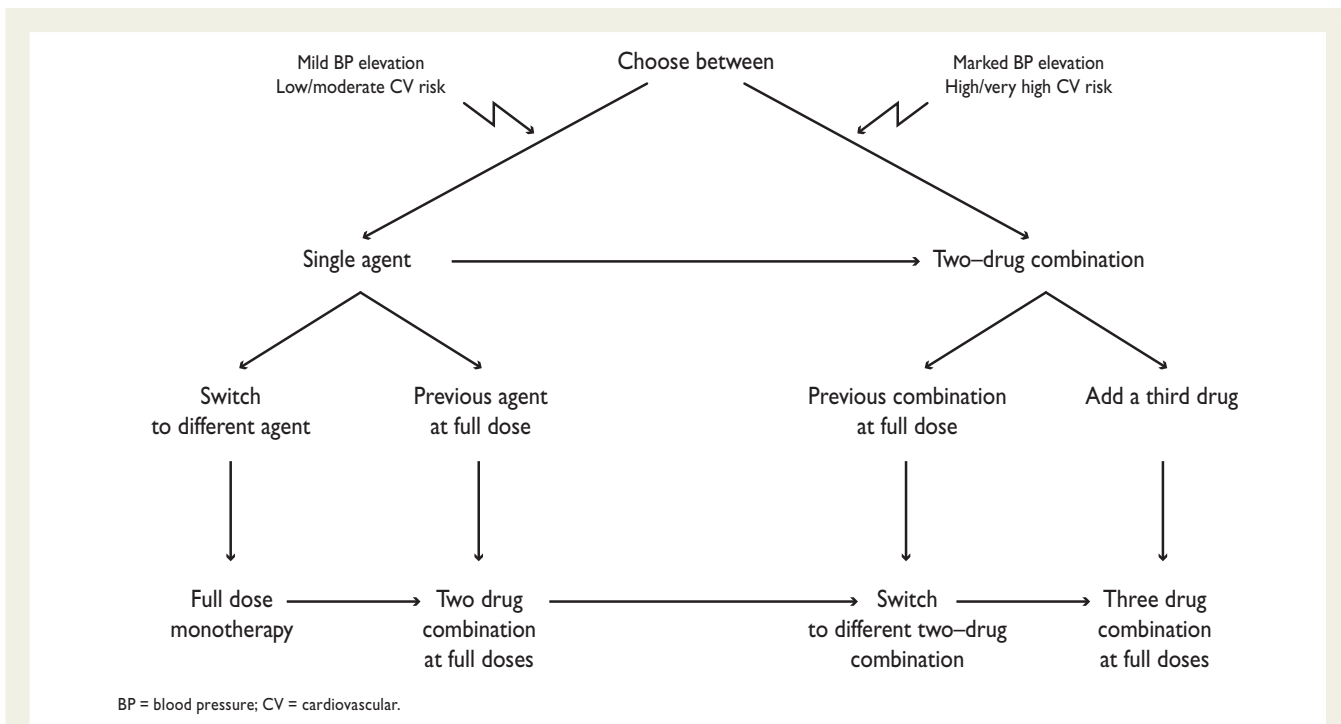 Choose between
Mild BP elevation
Low/moderate CV risk
Marked BP elevation
High/very high CV risk
Single agent
Two–drug combination
Switch
to different agent
Previous agent
at full dose
Previous combination
at full dose
Add a third drug
Full dose
monotherapy
Two drug
combination
at full doses
Switch
to different two–drug
combination
Three drug
combination
at full doses
BP = blood pressure; CV = cardiovascular.